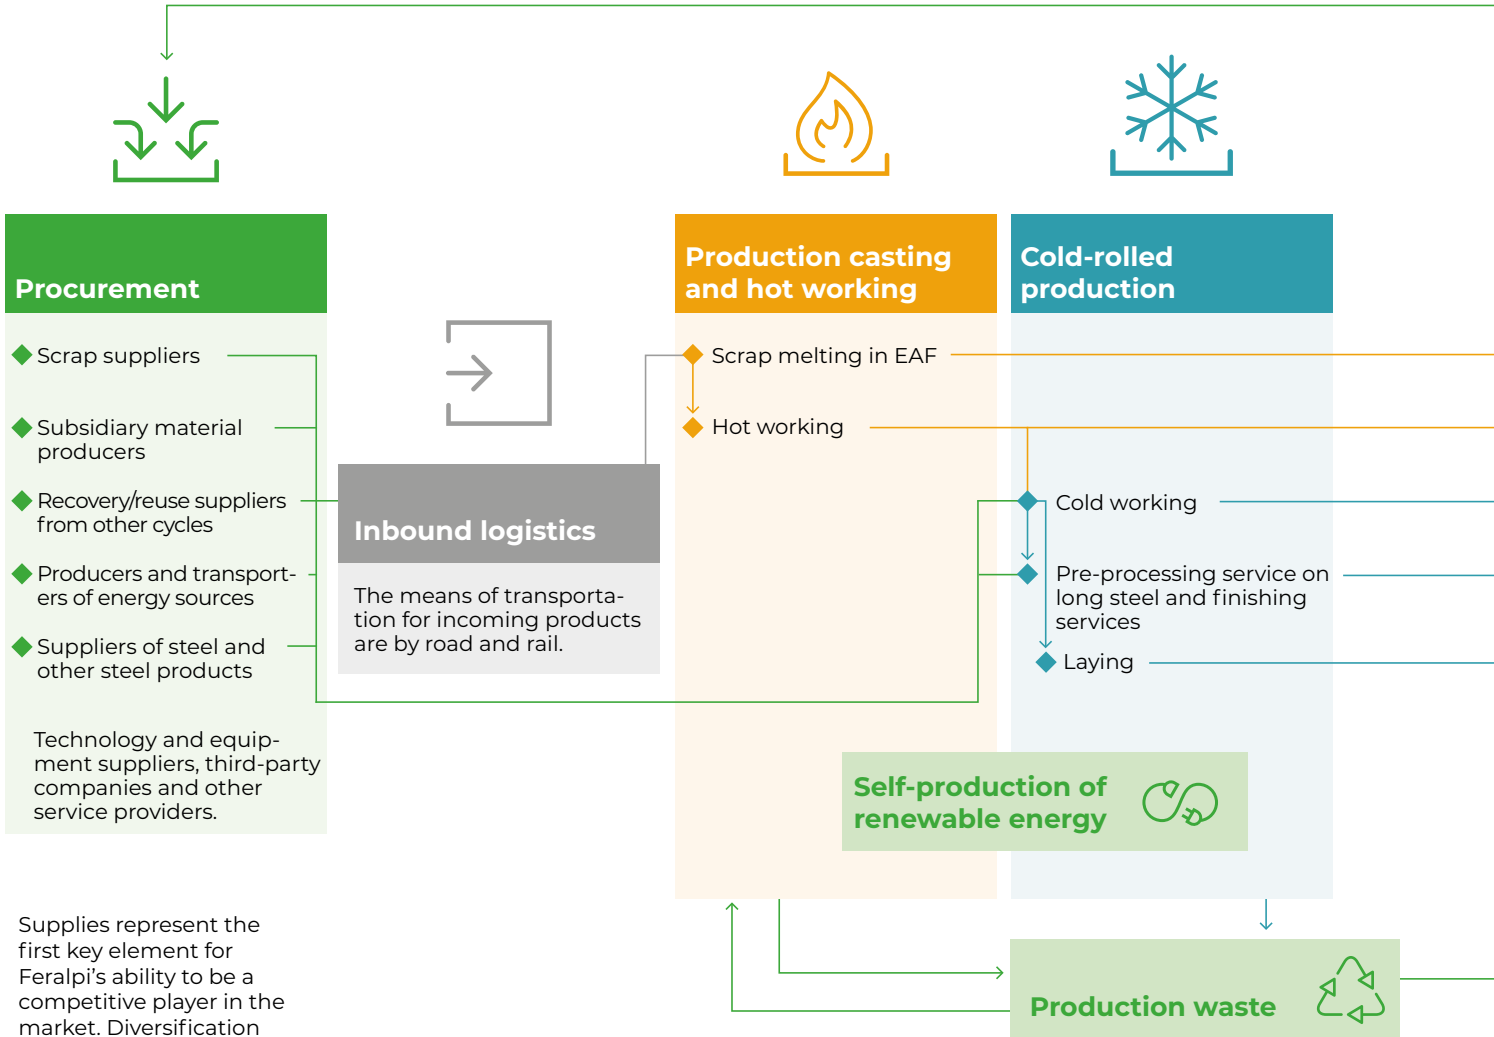 Procurement
Scrap suppliers
Subsidiary material
producers
Recovery/reuse suppliers
from other cycles
Producers and transport-
ers of energy sources
Suppliers of steel and
other steel products
Technology and equip-
ment suppliers, third-party
companies and other
service providers.
Supplies represent the
first key element for
Feralpi’s ability to be a
competitive player in the
market. Diversification
Inbound logistics
The means of transporta-
tion for incoming products
are by road and rail.
Production casting
and hot working
Scrap melting in EAF
Hot working
Cold-rolled
production
Cold working
Pre-processing service on
long steel and finishing
services
Laying
Self-production of
renewable energy
Production waste